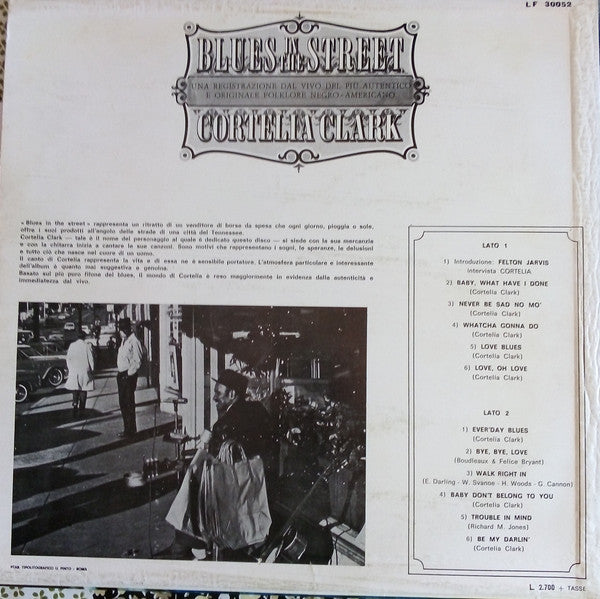 LF 30052
BLUES IN THE STREET
UNA REGISTRAZIONE DAL VIVO DEL PIÙ AUTENTICO
E ORIGINALE FOLKLORE NEGRO-AMERICANO
CORTELIA CLARK
« Blues in the street » rappresenta un ritratto di un venditore di borse da spesa che ogni giorno, pioggia o sole,
offre i suoi prodotti all'angolo delle strade di una città del Tennessee.
Cortelia Clark — tale è il nome del personaggio al quale è dedicato questo disco — si siede con la sua mercanzia
e con la chitarra inizia a cantare le sue canzoni. Sono motivi che rappresentano i sogni, le speranze, le delusioni
e tutto ciò che nasce nel cuore di un uomo.
Il canto di Cortelia rappresenta la vita e di essa ne è sensibile portatore. L'atmosfera particolare e interessante
dell'album è quanto mai suggestiva e genuina.
Basato sul più puro filone del blues, il mondo di Cortelia è reso maggiormente in evidenza dalla autenticità e
immediatezza dal vivo.
LATO 1
1) Introduzione: FELTON JARVIS
intervista CORTELIA
2) BABY, WHAT HAVE I DONE
(Cortelia Clark)
3) NEVER BE SAD NO MO'
(Cortelia Clark)
4) WHATCHA GONNA DO
(Cortelia Clark)
5) LOVE BLUES
(Cortelia Clark)
6) LOVE, OH LOVE
(Cortelia Clark)
LATO 2
1) EVER'DAY BLUES
(Cortelia Clark)
2) BYE, BYE, LOVE
(Boudleaux & Felice Bryant)
3) WALK RIGHT IN
(E. Darling - W. Svanoe - H. Woods - G. Cannon)
4) BABY DON'T BELONG TO YOU
(Cortelia Clark)
5) TROUBLE IN MIND
(Richard M. Jones)
6) BE MY DARLIN'
(Cortelia Clark)
STAB. TIPOLITOGRAFICO U. PINTO - ROMA
L. 2.700 + TASSE